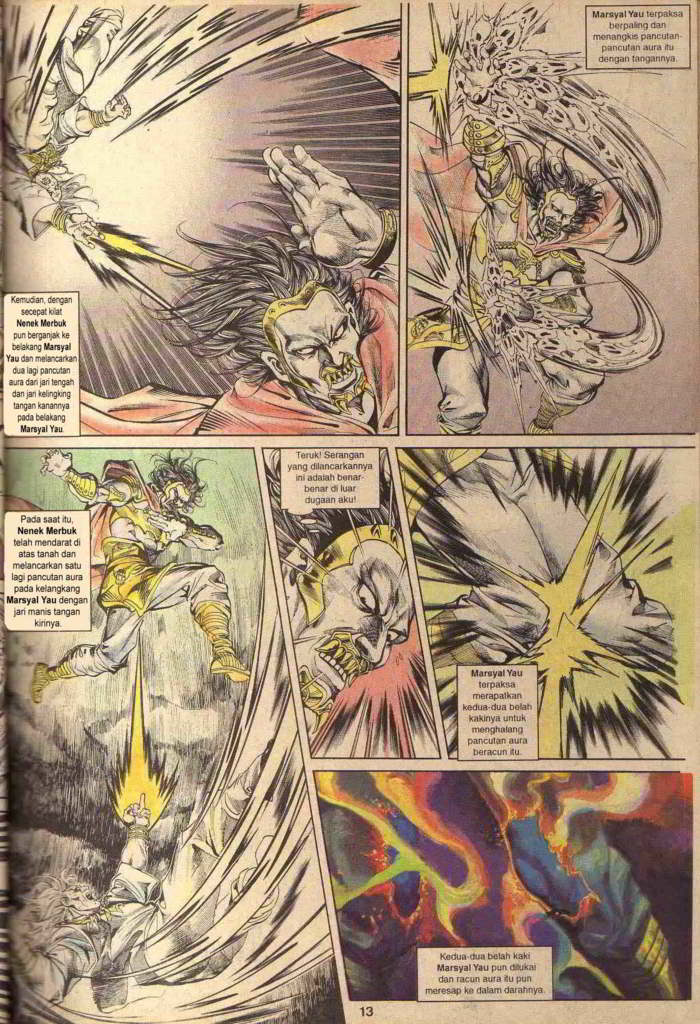 Kemudian, dengan
secepat kilat
Nenek Merbuk
pun berganjak ke
belakang Marsyal
Yau dan melancarkan
dua lagi pancutan
aura dari jari tengah
dan jari kelingking
tangan kanannya
pada belakang
Marsyal Yau.
Marsyal Yau terpaksa
berpaling dan
menangkis pancutan-
pancutan aura itu
dengan tangannya.
Pada saat itu,
Nenek Merbuk
telah mendarat di
atas tanah dan
melancarkan satu
lagi pancutan aura
pada kelangkang
Marsyal Yau dengan
jari manis tangan
kirinya.
Teruk! Serangan
yang dilancarkannya
ini adalah benar-
benar di luar
dugaan aku!
Marsyal Yau
terpaksa
merapatkan
kedua-dua belah
kakinya untuk
menghalang
pancutan aura
beracun itu.
Kedua-dua belah kaki
Marsyal Yau pun dilukai
dan racun aura itu pun
meresap ke dalam darahnya.
13